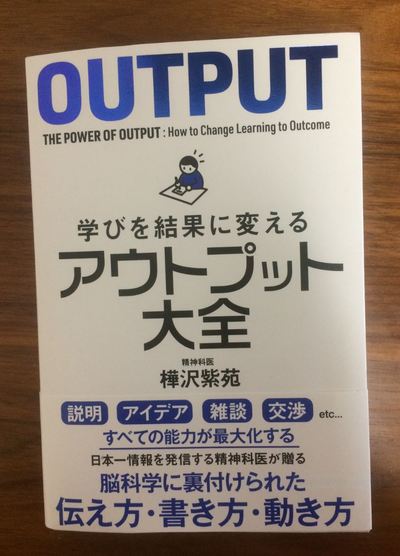 OUTPUT
THE POWER OF OUTPUT : How to Change Learning to Outcome
学びを結果に変える
アウトプット
大全
精神科医
樺沢紫苑
説明 アイデア 雑談 交渉 etc...
すべての能力が最大化する
日本一情報を発信する精神科医が贈る
脳科学に裏付けられた
伝え方・書き方・動き方